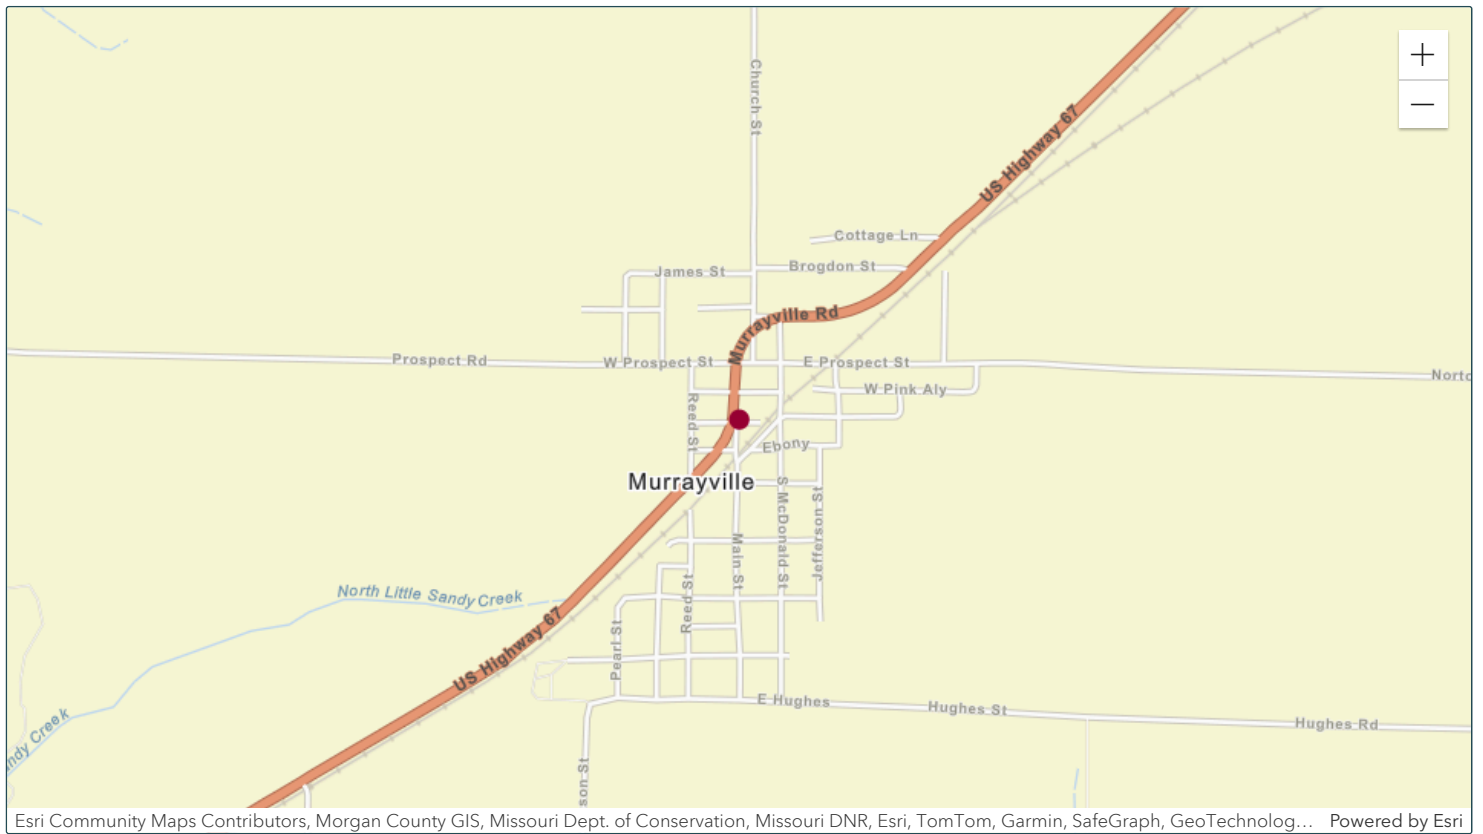 Church St
US Highway 67
Cottage Ln
Brogdon St
James St
Murrayville Rd
Prospect Rd
W Prospect St
E Prospect St
Nortc
W Pink Aly
Reed St
Ebony
Murrayville
S McDonald St
Jefferson St
Main St
North Little Sandy Creek
Reed St
US Highway 67
Pearl St
E Hughes
Hughes St
Hughes Rd
ndy Creek
son St
Esri Community Maps Contributors, Morgan County GIS, Missouri Dept. of Conservation, Missouri DNR, Esri, TomTom, Garmin, SafeGraph, GeoTechnolog... Powered by Esri